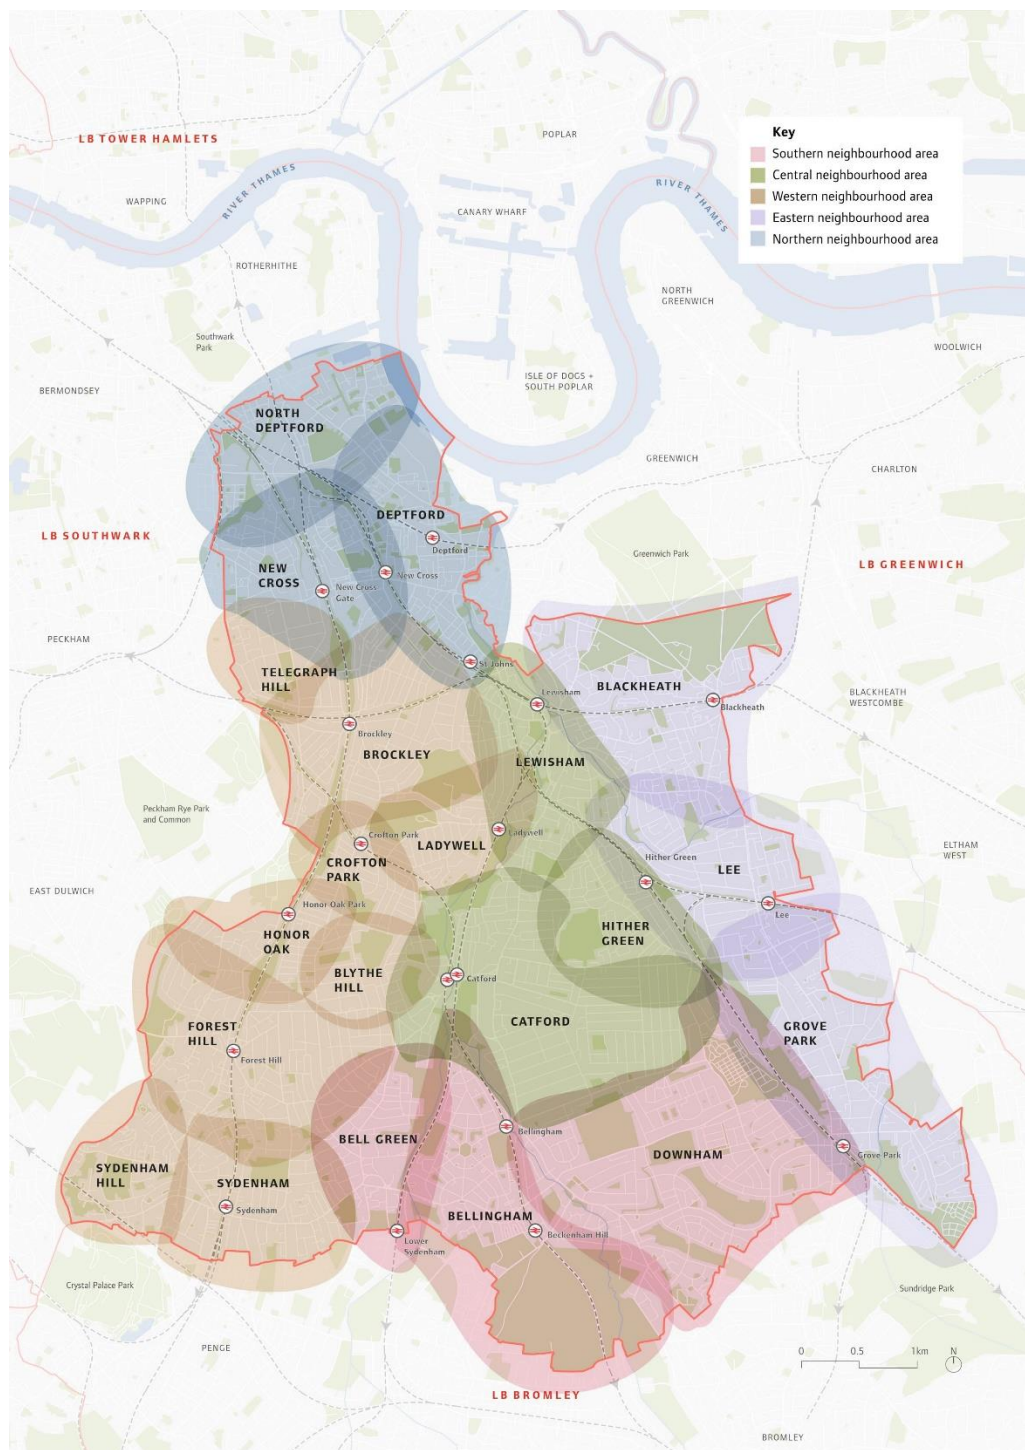 LB TOWER HAMLETS
POPLAR
Key
Southern neighbourhood area
Central neighbourhood area
Western neighbourhood area
Eastern neighbourhood area
Northern neighbourhood area
WAPPING
RIVER THAMES
RIVER THAMES
CANARY WHARF
ROTHERHITHE
NORTH
GREENWICH
Southwark
Park
WOOLWICH
BERMONDSEY
ISLE OF DOGS +
SOUTH POPLAR
NORTH
DEPTFORD
GREENWICH
CHARLTON
DEPTFORD
LB SOUTHWARK
Deptford
Greenwich Park
LB GREENWICH
NEW
CROSS
New Cross
New Cross
Gate
PECKHAM
TELEGRAPH
HILL
St Johns
Lewisham
BLACKHEATH
Blackheath
BLACKHEATH
WESTCOMBE
Brockley
BROCKLEY
LEWISHAM
Peckham Rye Park
and Common
Crofton Park
Ladywell
LADYWELL
CROFTON
PARK
Hither Green
ELTHAM
WEST
LEE
EAST DULWICH
Honor Oak Park
Lee
HONOR
OAK
HITHER
GREEN
BLYTHE
HILL
Catford
FOREST
HILL
CATFORD
GROVE
PARK
Forest Hill
Bellingham
BELL GREEN
DOWNHAM
Grove Park
SYDENHAM
HILL
SYDENHAM
Sydenham
BELLINGHAM
Beckenham Hill
Lower
Sydenham
Crystal Palace Park
Sundridge Park
PENGE
0 0.5 1km N
LB BROMLEY
BROMLEY